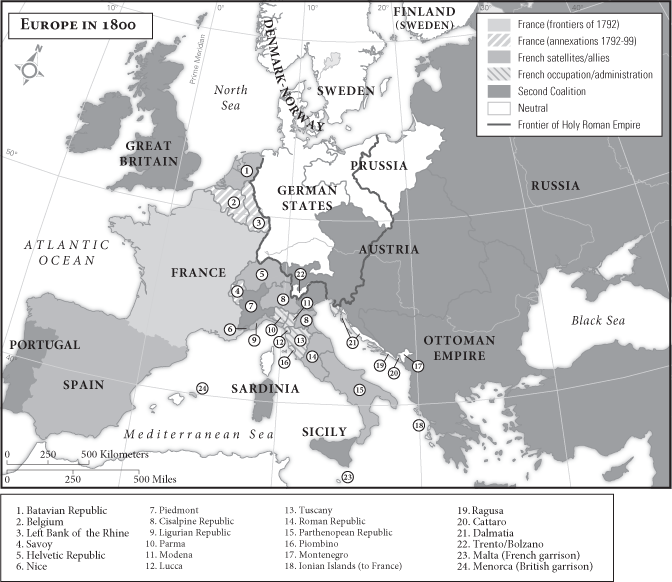 EUROPE IN 1800
10°
0°
10°
20°
30°
FINLAND
(SWEDEN)
France (frontiers of 1792)
France (annexations 1792-99)
French satellites/allies
French occupation/administration
Second Coalition
Neutral
Frontier of Holy Roman Empire
Prime Meridian
DENMARK-NORWAY
North
Sea
SWEDEN
50°
GREAT
BRITAIN
PRUSSIA
1
2
3
GERMAN
STATES
RUSSIA
ATLANTIC
OCEAN
AUSTRIA
FRANCE
5
22
4
7
8
11
6
9
10
8
12
13
21
16
14
19
20
17
Black Sea
PORTUGAL
40°
SPAIN
OTTOMAN
EMPIRE
24
SARDINIA
15
18
Mediterranean Sea
SICILY
23
0 250 500 Kilometers
0 250 500 Miles
1. Batavian Republic
2. Belgium
3. Left Bank of the Rhine
4. Savoy
5. Helvetic Republic
6. Nice
7. Piedmont
8. Cisalpine Republic
9. Ligurian Republic
10. Parma
11. Modena
12. Lucca
13. Tuscany
14. Roman Republic
15. Parthenopean Republic
16. Piombino
17. Montenegro
18. Ionian Islands (to France)
19. Ragusa
20. Cattaro
21. Dalmatia
22. Trento/Bolzano
23. Malta (French garrison)
24. Menorca (British garrison)